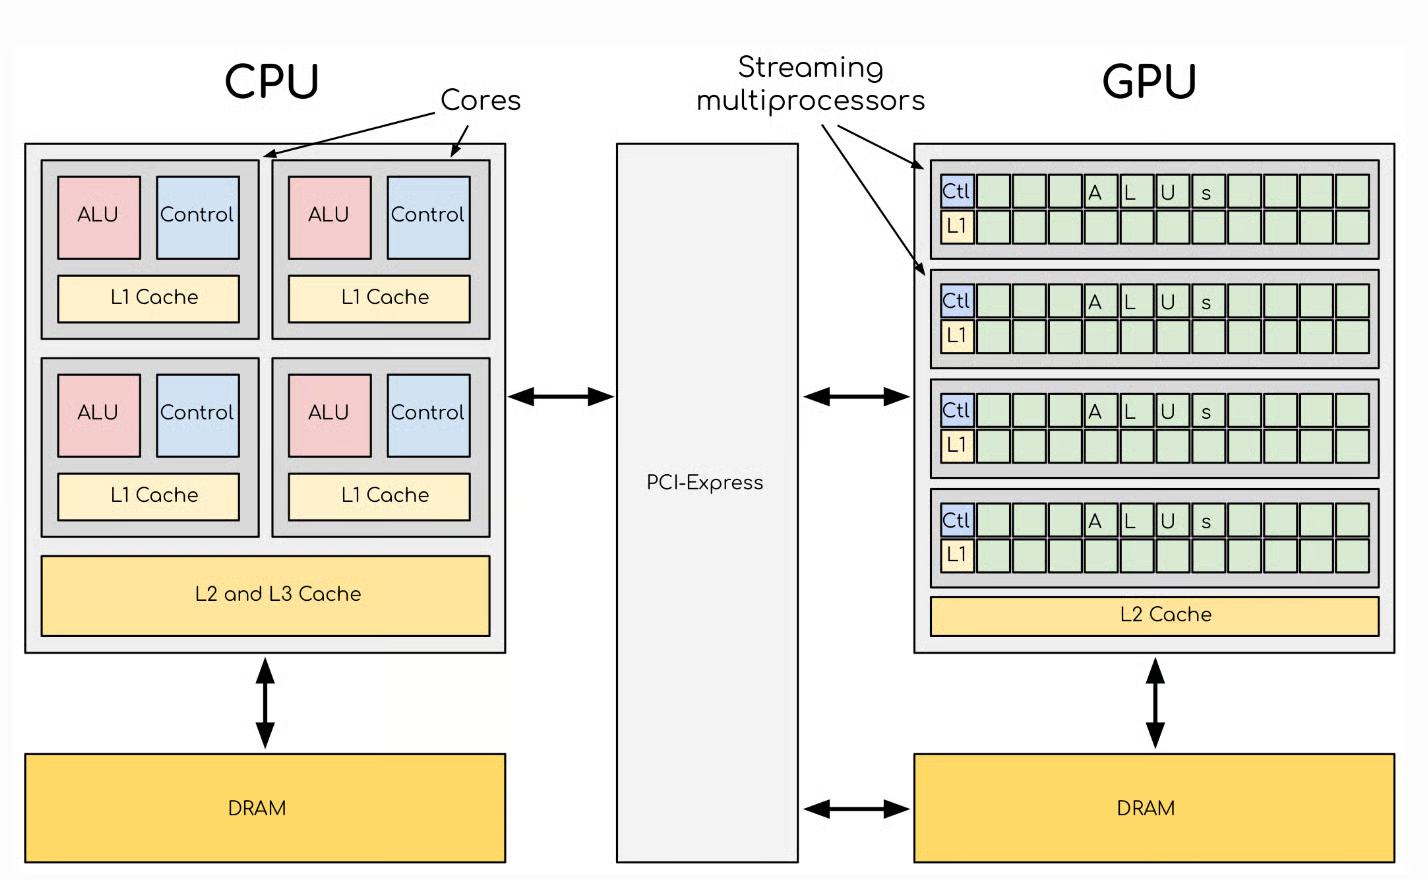 CPU
Cores
Streaming
multiprocessors
GPU
ALU
Control
ALU
Control
L1 Cache
L1 Cache
ALU
Control
ALU
Control
L1 Cache
L1 Cache
L2 and L3 Cache
DRAM
PCI-Express
Ctl A L U s
L1
Ctl A L U s
L1
Ctl A L U s
L1
Ctl A L U s
L1
L2 Cache
DRAM